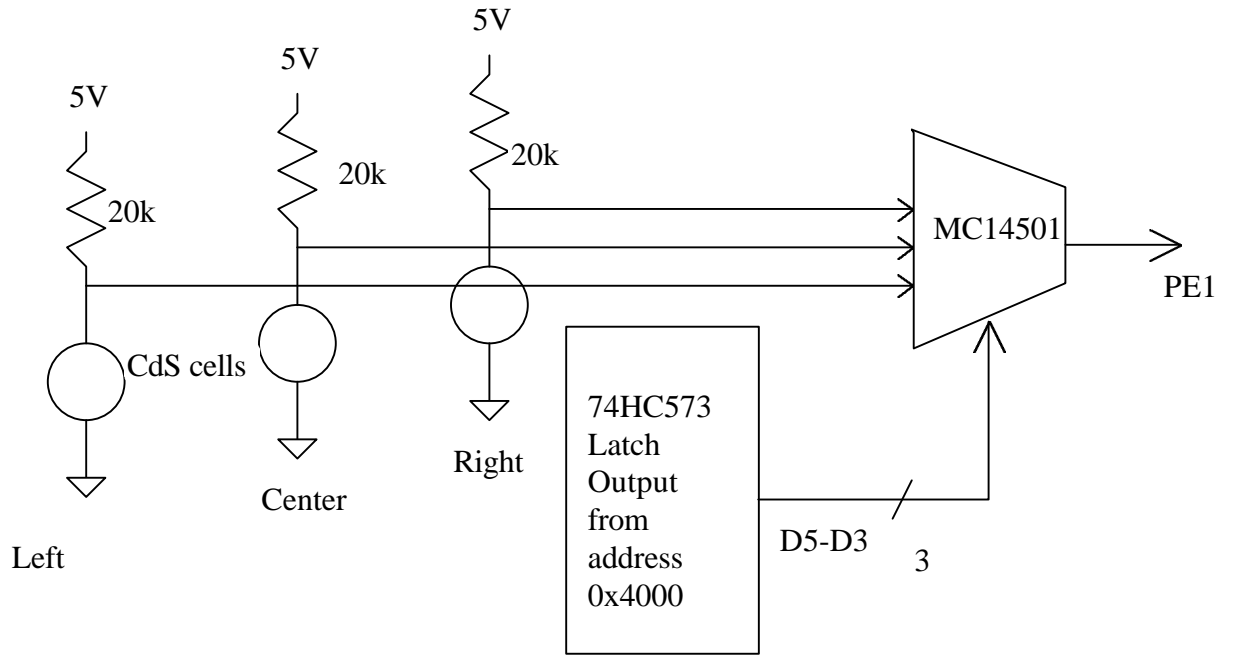 5V
5V
5V
20k
20k
20k
MC14501
PE1
CdS cells
74HC573
Latch
Output
from
address
0x4000
Right
Center
D5-D3
3
Left